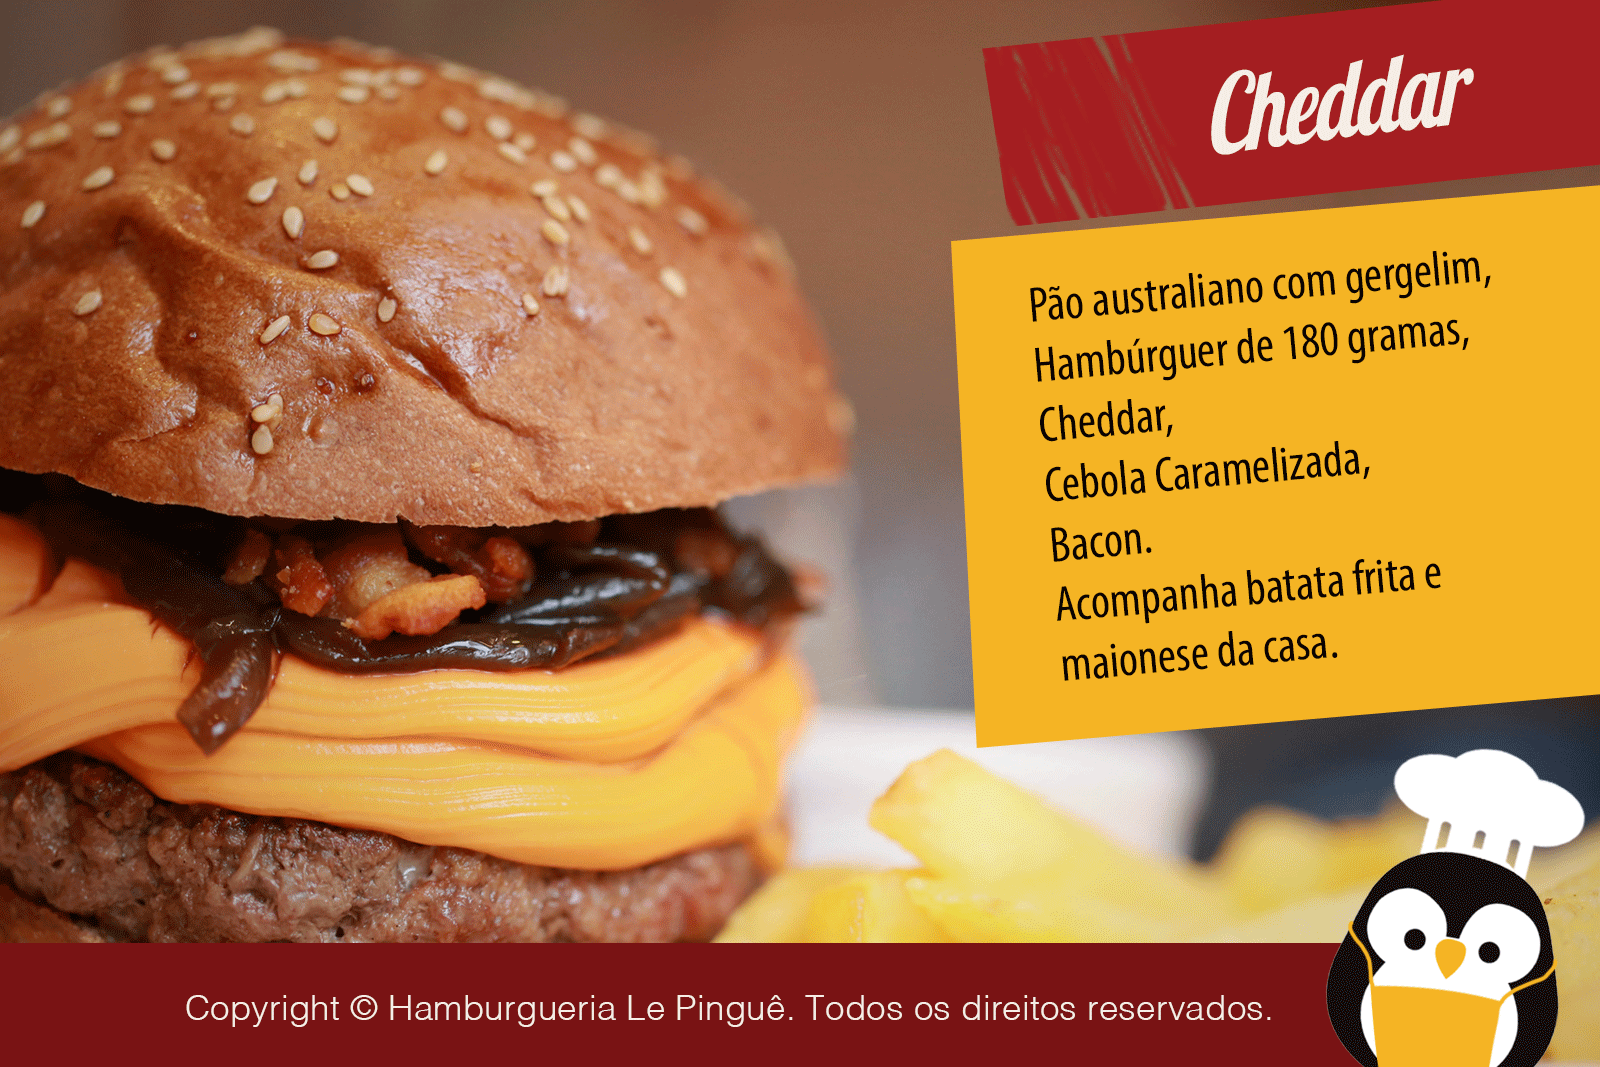 Cheddar
Pão australiano com gergelim,
Hambúrguer de 180 gramas,
Cheddar,
Cebola Caramelizada,
Bacon.
Acompanha batata frita e
maionese da casa.
Copyright © Hamburgueria Le Pinguê. Todos os direitos reservados.